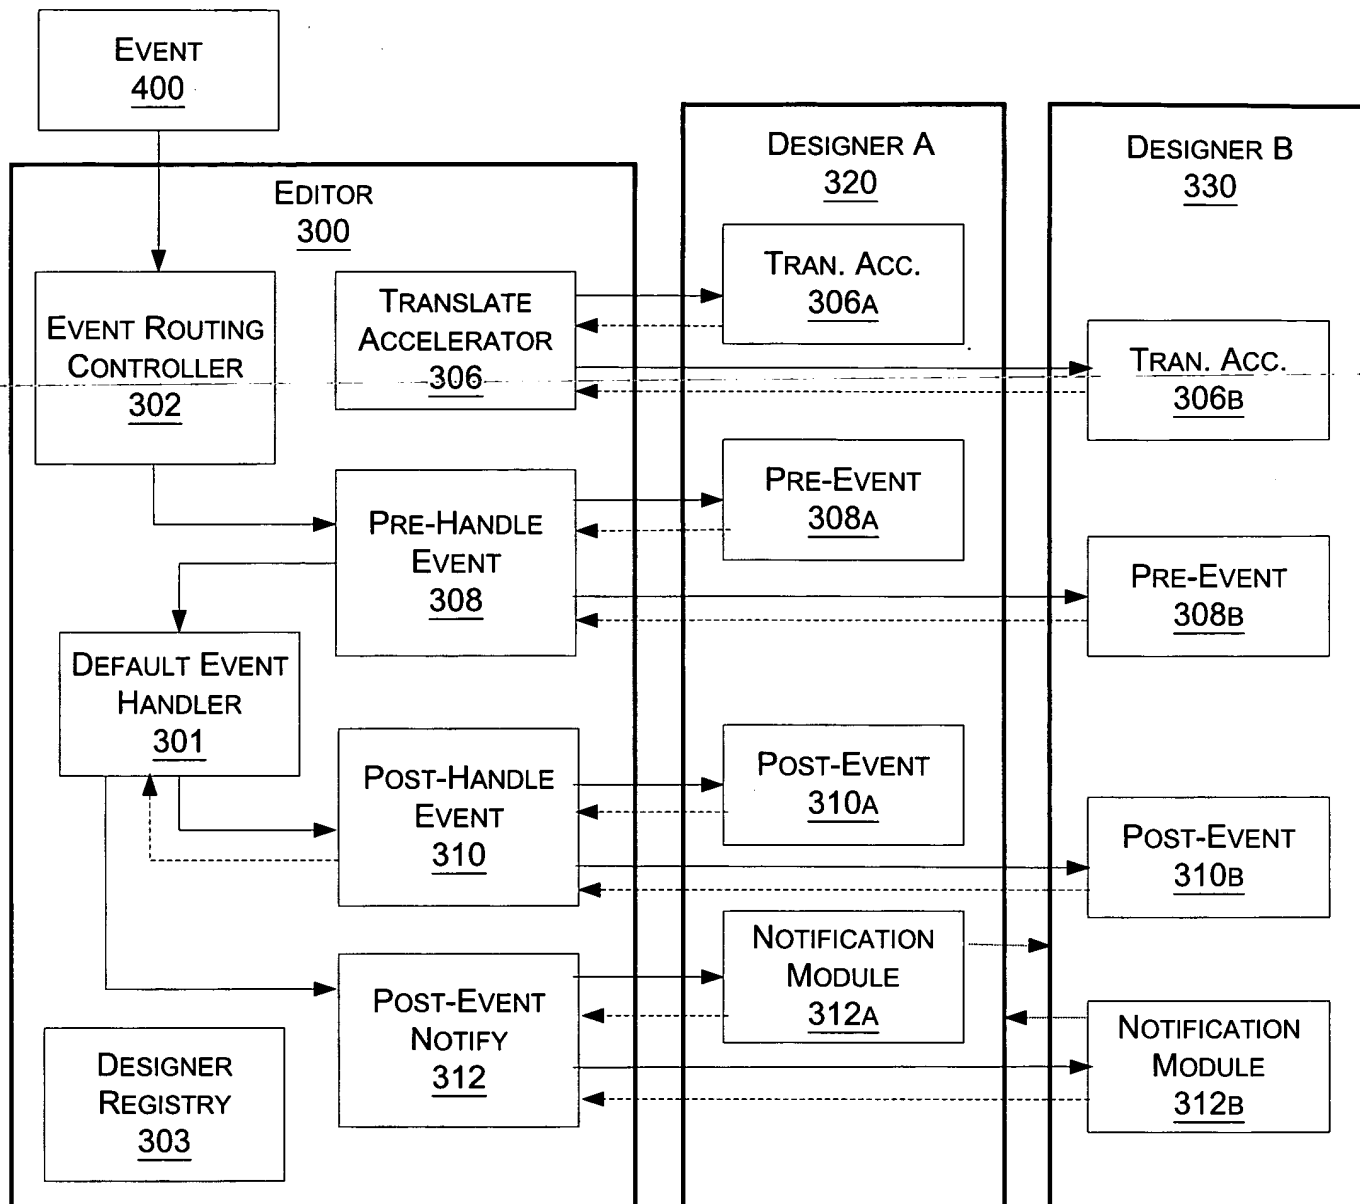 EVENT
400
EDITOR
300
EVENT ROUTING
CONTROLLER
302
TRANSLATE
ACCELERATOR
306
PRE-HANDLE
EVENT
308
DEFAULT EVENT
HANDLER
301
POST-HANDLE
EVENT
310
POST-EVENT
NOTIFY
312
DESIGNER
REGISTRY
303
DESIGNER A
320
TRAN. ACC.
306A
PRE-EVENT
308A
POST-EVENT
310A
NOTIFICATION
MODULE
312A
DESIGNER B
330
TRAN. ACC.
306B
PRE-EVENT
308B
POST-EVENT
310B
NOTIFICATION
MODULE
312B